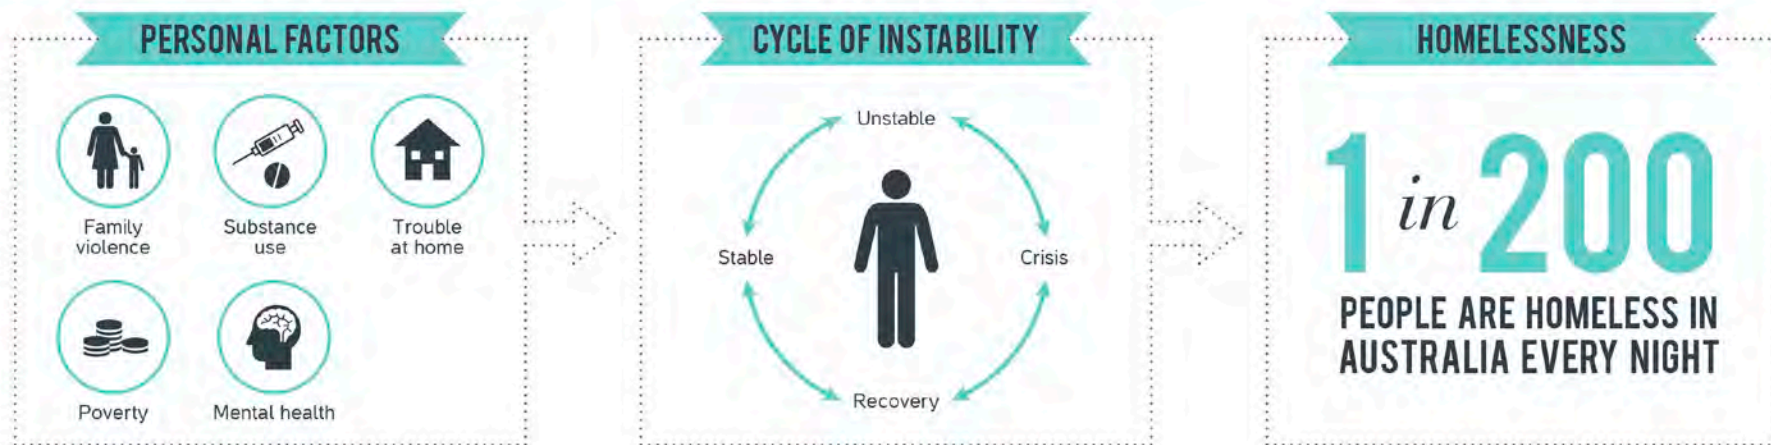 PERSONAL FACTORS
Family
violence
Substance
use
Trouble
at home
Poverty
Mental health
CYCLE OF INSTABILITY
Unstable
Stable
Crisis
Recovery
HOMELESSNESS
1 in 200
PEOPLE ARE HOMELESS IN
AUSTRALIA EVERY NIGHT